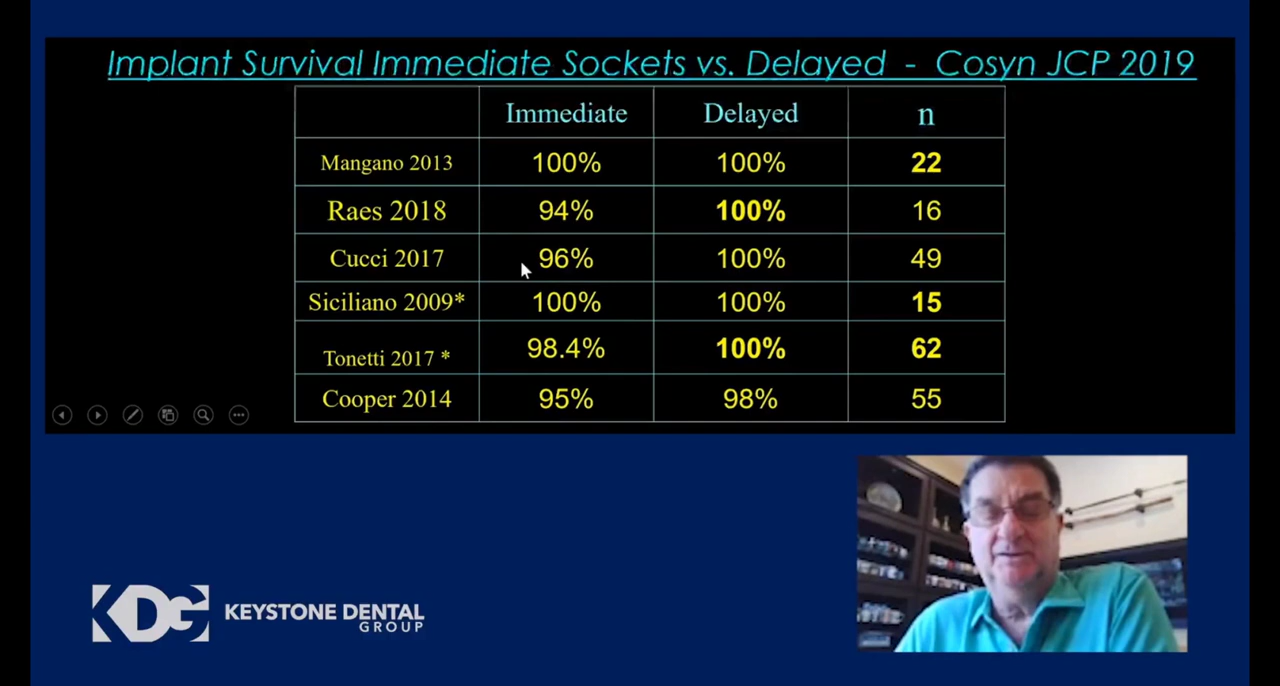 Implant Survival Immediate Sockets vs. Delayed - Cosyn JCP 2019
Immediate Delayed n
Mangano 2013 100% 100% 22
Raes 2018 94% 100% 16
Cucci 2017 96% 100% 49
Siciliano 2009* 100% 100% 15
Tonetti 2017 * 98.4% 100% 62
Cooper 2014 95% 98% 55
KDG KEYSTONE DENTAL
GROUP